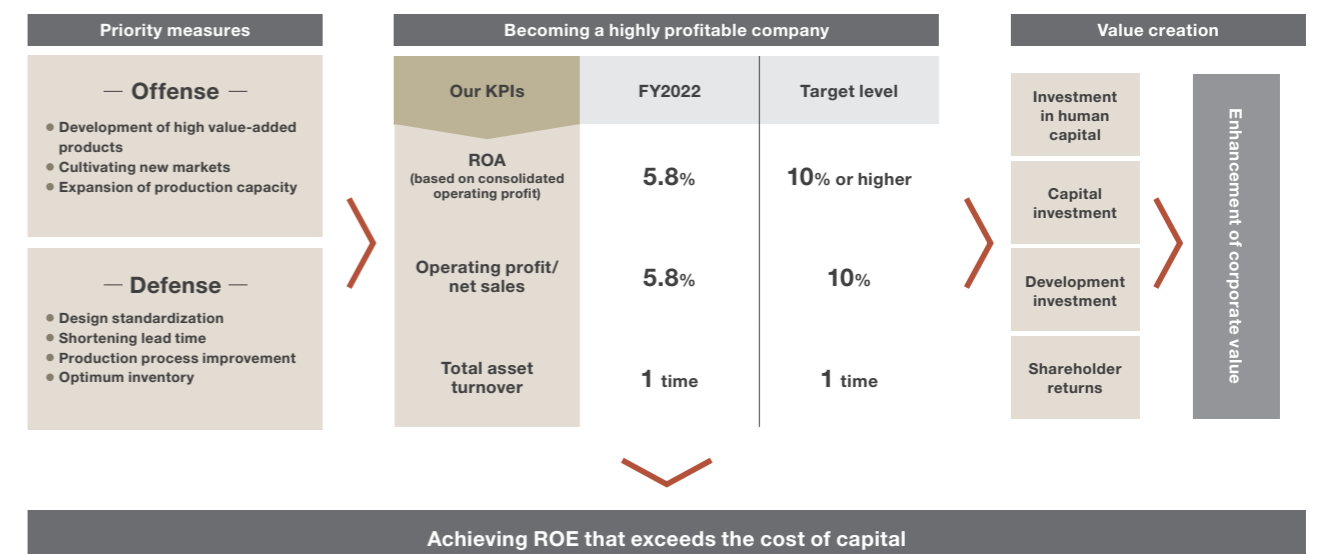 Priority measures
— Offense —
Development of high value-added
products
Cultivating new markets
Expansion of production capacity
— Defense —
Design standardization
Shortening lead time
Production process improvement
Optimum inventory
Becoming a highly profitable company
Our KPIs FY2022 Target level
ROA
(based on consolidated
operating profit)
5.8% 10% or higher
Operating profit/
net sales
5.8% 10%
Total asset
turnover
1 time 1 time
Value creation
Investment
in human
capital
Capital
investment
Development
investment
Shareholder
returns
Enhancement of corporate value
Achieving ROE that exceeds the cost of capital